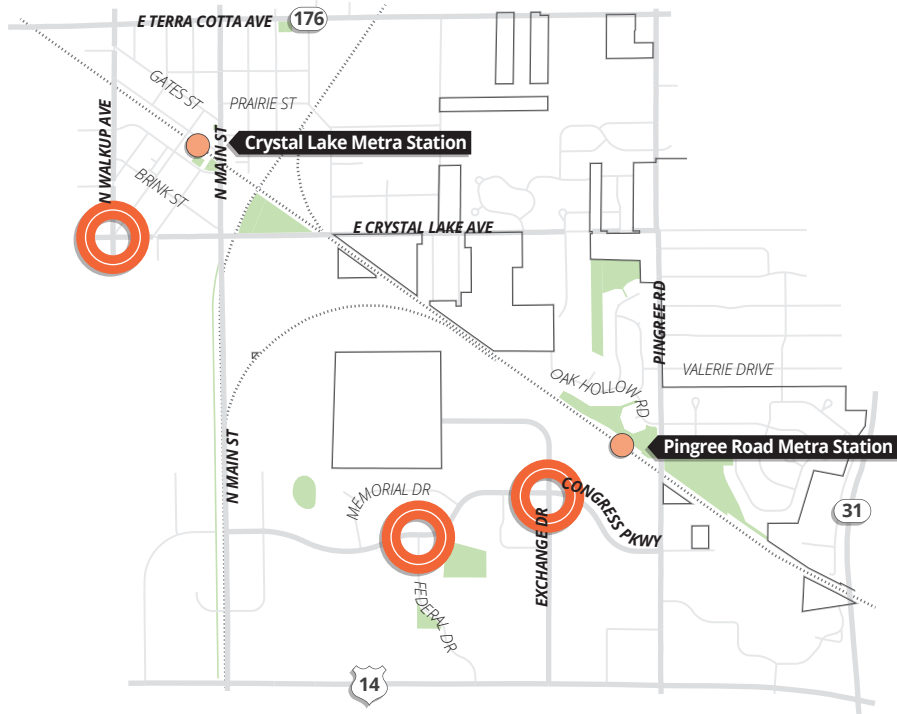 E TERRA COTTA AVE
176
GATES ST
PRAIRIE ST
N WALKUP AVE
N MAIN ST
Crystal Lake Metra Station
BRINK ST
E CRYSTAL LAKE AVE
PINGREE RD
VALERIE DRIVE
OAK HOLLOW RD
Pingree Road Metra Station
N MAIN ST
MEMORIAL DR
CONGRESS PKWY
EXCHANGE DR
31
FEDERAL DR
14